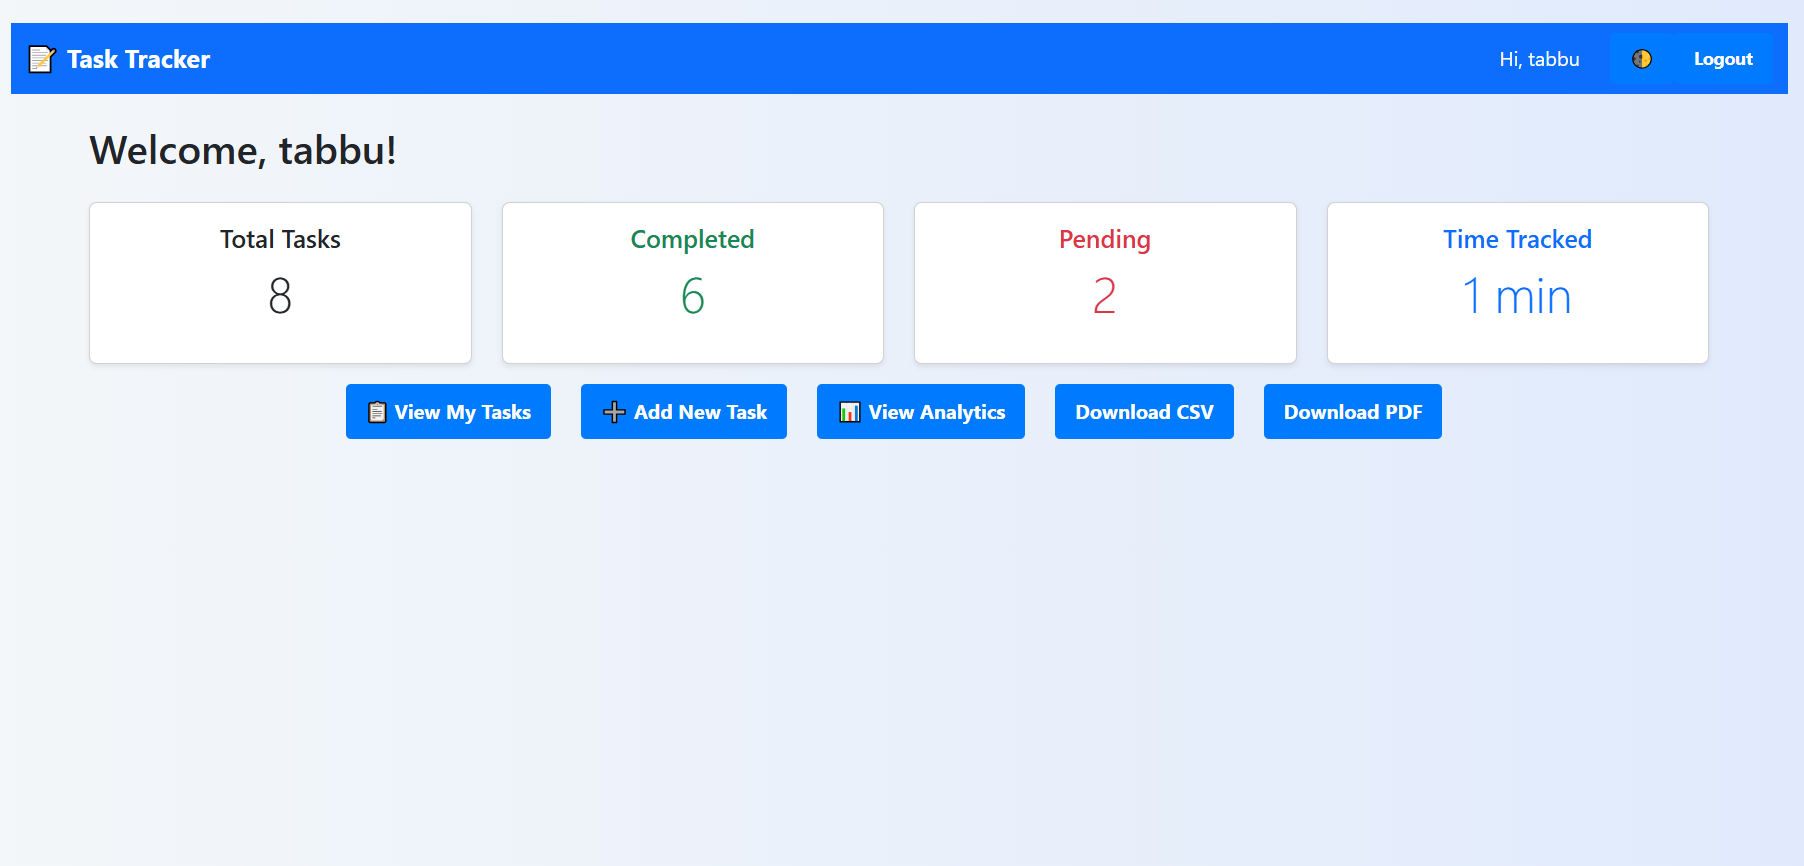 Task Tracker
Hi, tabbu
Logout
Welcome, tabbu!
Total Tasks
8
Completed
6
Pending
2
Time Tracked
1 min
View My Tasks
Add New Task
View Analytics
Download CSV
Download PDF